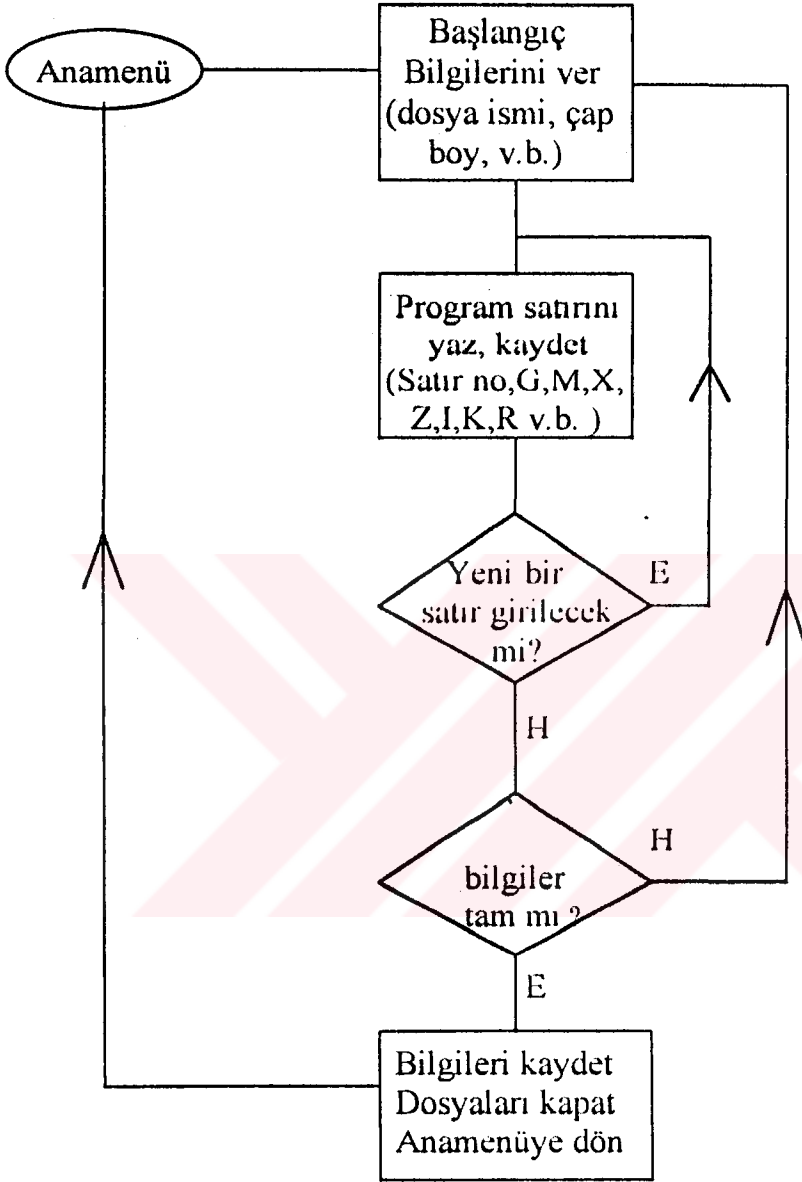 Anamenü
Başlangıç
Bilgilerini ver
(dosya ismi, çap
boy, v.b.)
Program satırını
yaz, kaydet
(Satır no,G,M,X,
Z,I,K,R v.b. )
Yeni bir
satır girilecek
mi?
E
H
bilgiler
tam mı ?
H
E
Bilgileri kaydet
Dosyaları kapat
Anamenüye dön